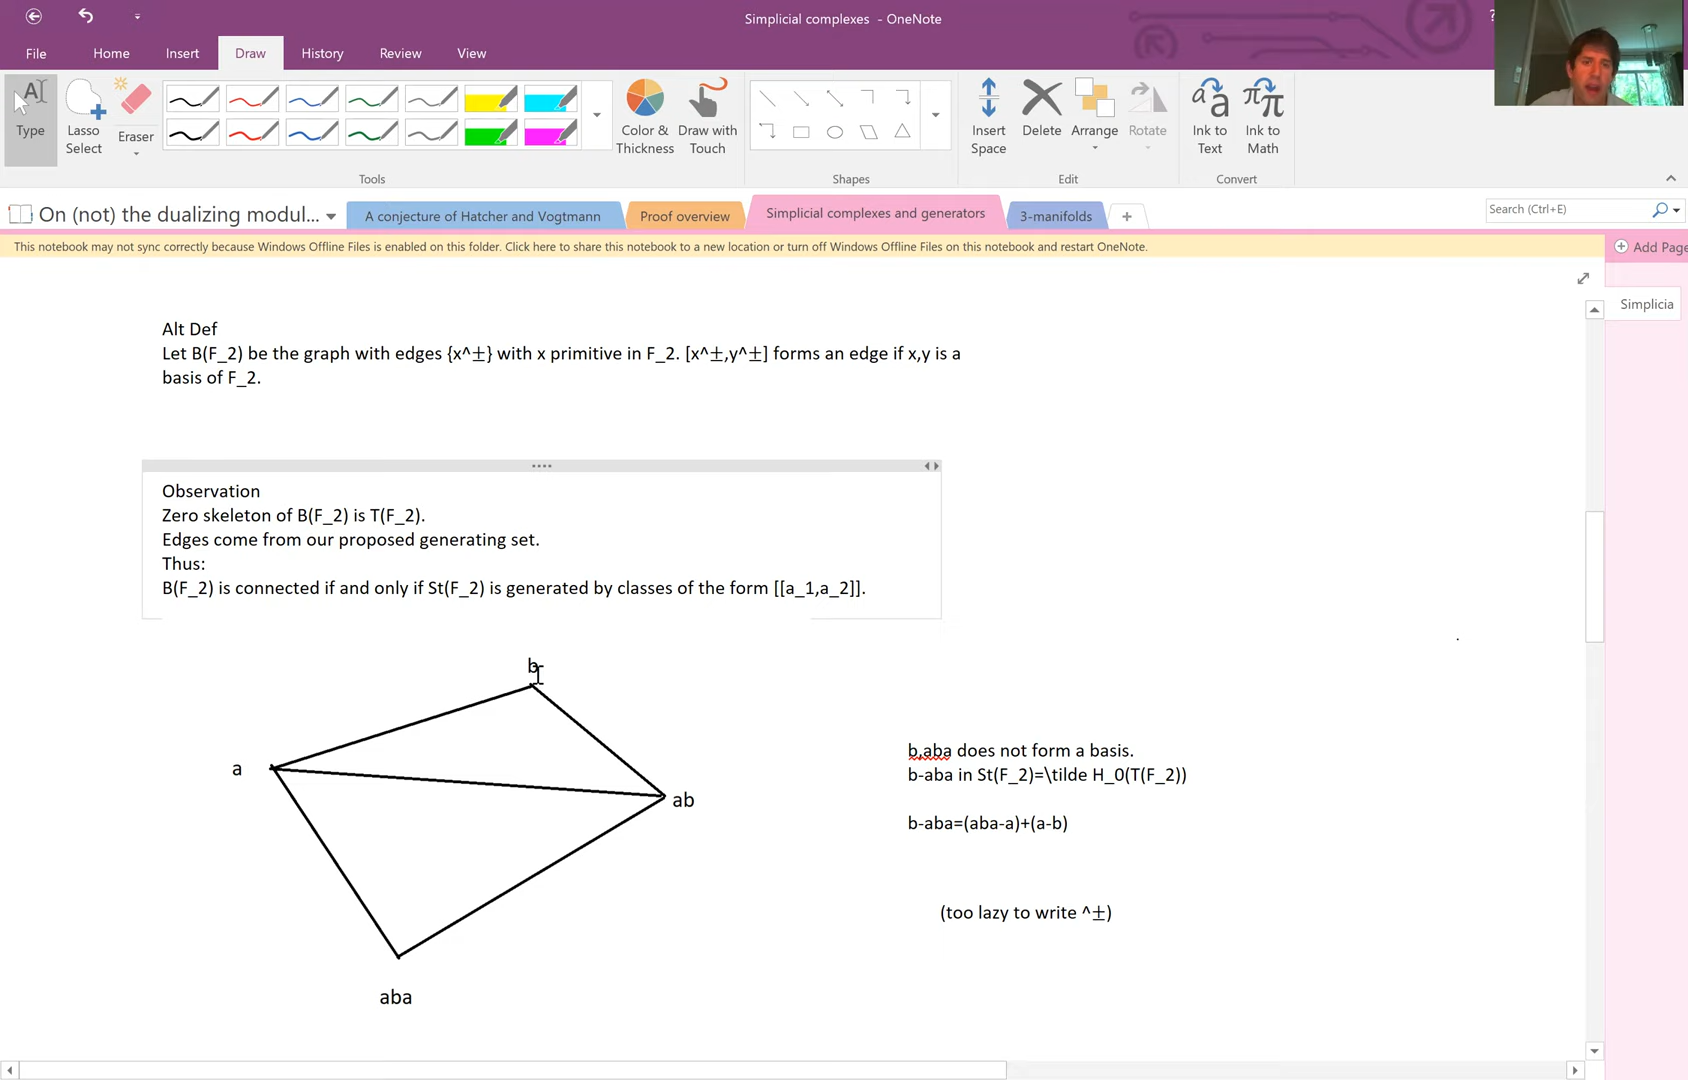 Simplicial complexes - OneNote
?
File
Home
Insert
Draw
History
Review
View
Type
Lasso
Select
Eraser
Color &
Thickness
Draw with
Touch
Insert
Space
Delete
Arrange
Rotate
Ink to
Text
Ink to
Math
Tools
Shapes
Edit
Convert
On (not) the dualizing modul...
A conjecture of Hatcher and Vogtmann
Proof overview
Simplicial complexes and generators
3-manifolds
Search (Ctrl+E)
This notebook may not sync correctly because Windows Offline Files is enabled on this folder. Click here to share this notebook to a new location or turn off Windows Offline Files on this notebook and restart OneNote.
Add Page
Simplicia
Alt Def
Let B(F_2) be the graph with edges {x^±} with x primitive in F_2. [x^±,y^±] forms an edge if x,y is a
basis of F_2.
Observation
Zero skeleton of B(F_2) is T(F_2).
Edges come from our proposed generating set.
Thus:
B(F_2) is connected if and only if St(F_2) is generated by classes of the form [[a_1,a_2]].
b
a
ab
aba
b,aba does not form a basis.
b-aba in St(F_2)=\tilde H_0(T(F_2))
b-aba=(aba-a)+(a-b)
(too lazy to write ^±)